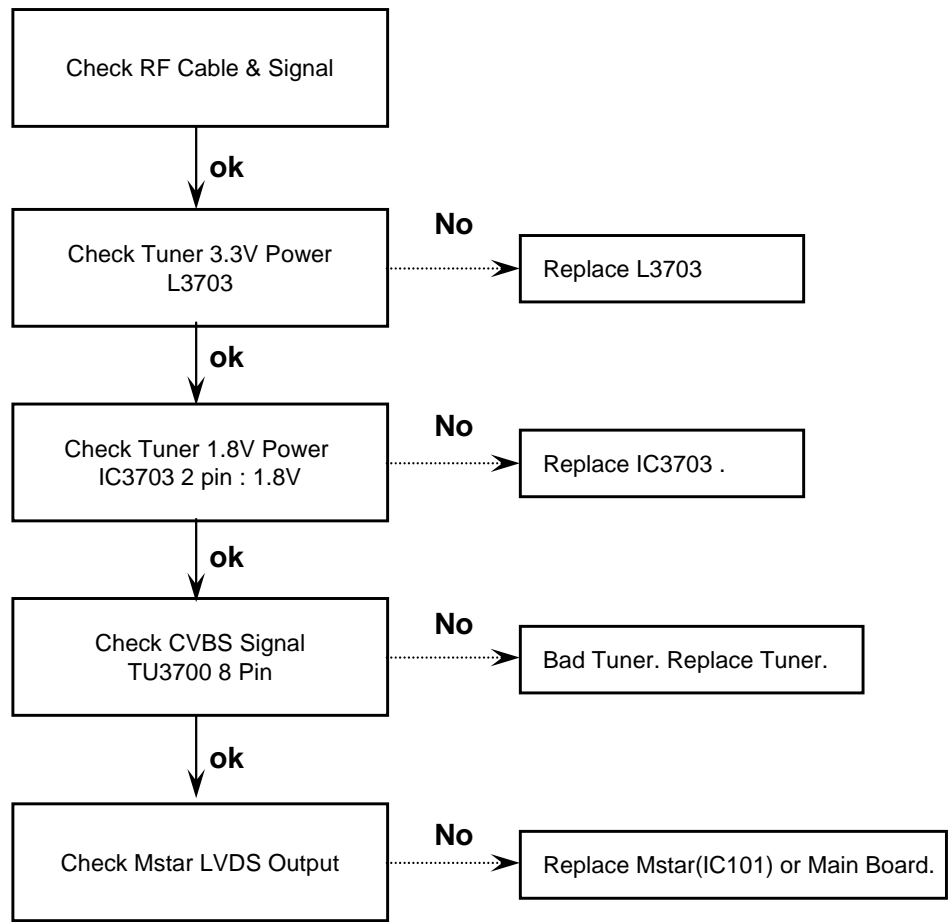 Check RF Cable & Signal
ok
Check Tuner 3.3V Power
L3703
No
Replace L3703
ok
Check Tuner 1.8V Power
IC3703 2 pin : 1.8V
No
Replace IC3703 .
ok
Check CVBS Signal
TU3700 8 Pin
No
Bad Tuner. Replace Tuner.
ok
Check Mstar LVDS Output
No
Replace Mstar(IC101) or Main Board.